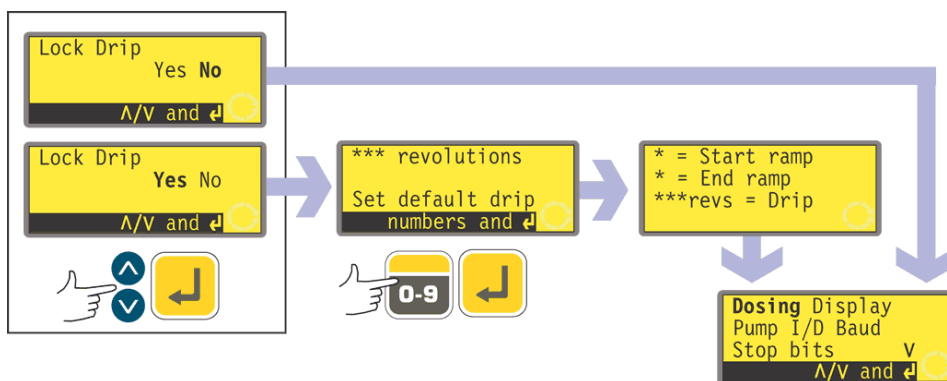 Lock Drip
Yes No
∧/∨ and ↲
Lock Drip
Yes No
∧/∨ and ↲
*** revolutions
Set default drip
numbers and ↲
0-9
* = Start ramp
* = End ramp
***revs = Drip
Dosing Display
Pump I/D Baud
Stop bits ∨
∧/∨ and ↲